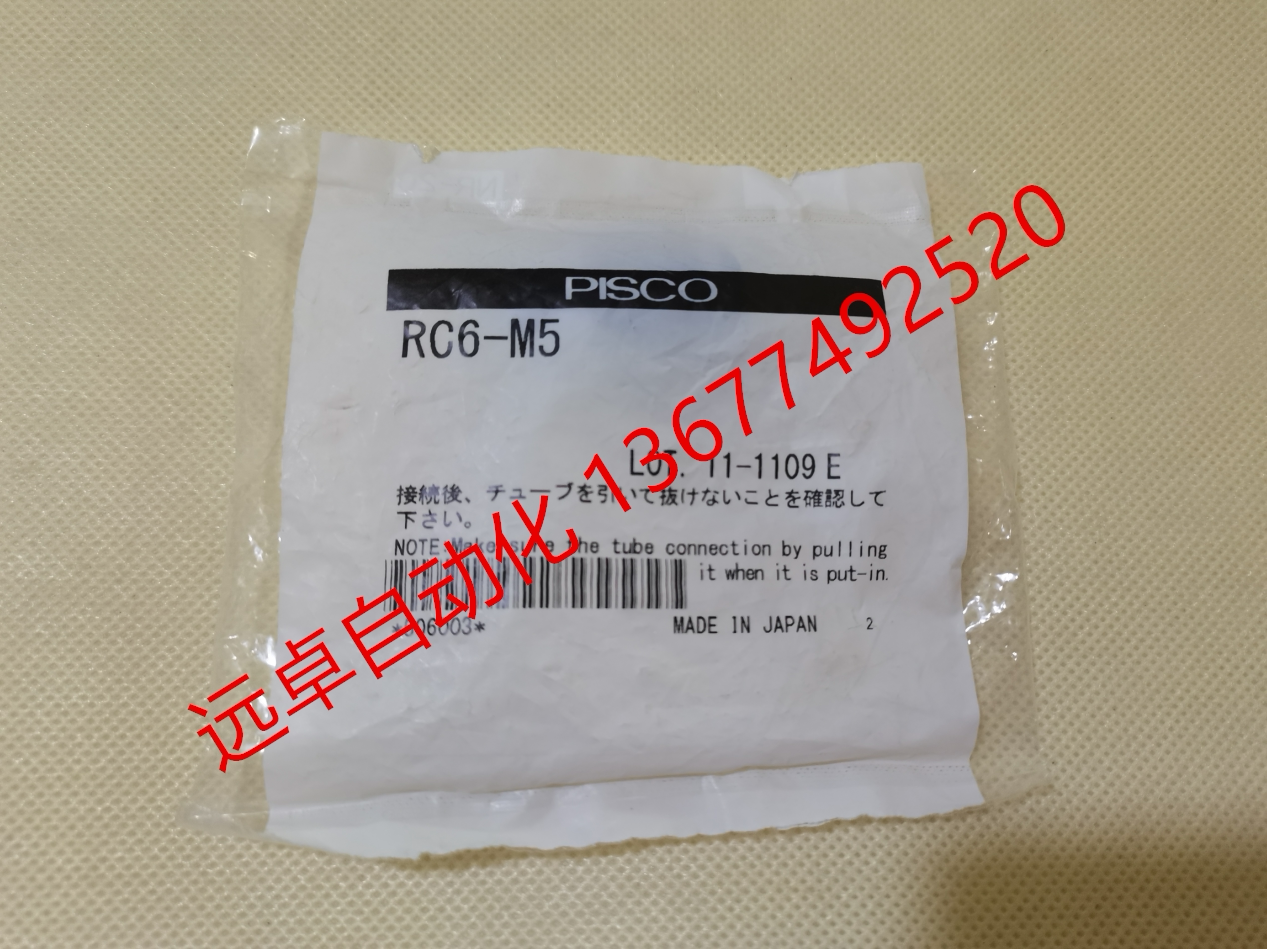 PISCO
RC6-M5
LOT. 11-1109 E
接続後、チューブを引いて抜けないことを確認して
下さい。
NOTE:Make sure the tube connection by pulling
it when it is put-in.
MADE IN JAPAN 2
远卓自动化 13677492520